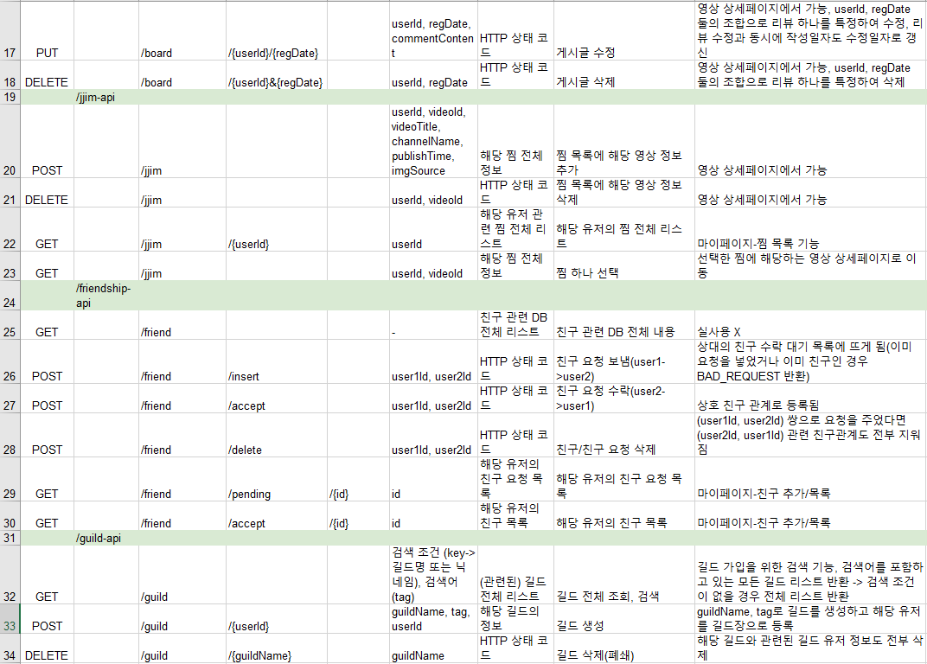 영상 상세페이지에서 가능, userId, regDate
userId, regDate, 둘의 조합으로 리뷰 하나를 특정하여 수정, 리
commentConten HTTP 상태 코 뷰 수정과 동시에 작성일자도 수정일자로 갱
17 PUT /board /{userId}/{regDate} t 드 게시글 수정 신
HTTP 상태 코 영상 상세페이지에서 가능, userId, regDate
18 DELETE /board /{userId}&{regDate} userId, regDate 드 게시글 삭제 둘의 조합으로 리뷰 하나를 특정하여 삭제
19 /jjim-api
userId, videoId,
videoTitle,
channelName,
publishTime, 해당 찜 전체 찜 목록에 해당 영상 정보
20 POST /jjim imgSource 정보 추가 영상 상세페이지에서 가능
HTTP 상태 코 찜 목록에 해당 영상 정보
21 DELETE /jjim userId, videoId 드 삭제 영상 상세페이지에서 가능
해당 유저 관
련 찜 전체 리 해당 유저의 찜 전체 리스
22 GET /jjim /{userId} userId 스트 트 마이페이지-찜 목록 기능
해당 찜 전체 선택한 찜에 해당하는 영상 상세페이지로 이
23 GET /jjim userId, videoId 정보 찜 하나 선택 동
/friendship-
24 api
친구 관련 DB
25 GET /friend - 전체 리스트 친구 관련 DB 전체 내용 실사용 X
상대의 친구 수락 대기 목록에 뜨게 됨(이미
HTTP 상태 코 친구 요청 보냄(user1- 요청을 넣었거나 이미 친구인 경우
26 POST /friend /insert user1Id, user2Id 드 >user2) BAD_REQUEST 반환)
HTTP 상태 코 친구 요청 수락(user2-
27 POST /friend /accept user1Id, user2Id 드 >user1) 상호 친구 관계로 등록됨
(user1Id, user2Id) 쌍으로 요청을 주었다면
HTTP 상태 코 (user2Id, user1Id) 관련 친구관계도 전부 지워
28 POST /friend /delete user1Id, user2Id 드 친구/친구 요청 삭제 짐
해당 유저의
친구 요청 목 해당 유저의 친구 요청 목
29 GET /friend /pending /{id} id 록 록 마이페이지-친구 추가/목록
해당 유저의
30 GET /friend /accept /{id} id 친구 목록 해당 유저의 친구 목록 마이페이지-친구 추가/목록
31 /guild-api
검색 조건 (key->
길드명 또는 닉 길드 가입을 위한 검색 기능, 검색어를 포함하
네임), 검색어 (관련된) 길드 고 있는 모든 길드 리스트 반환 -> 검색 조건
32 GET /guild (tag) 전체 리스트 길드 전체 조회, 검색 이 없을 경우 전체 리스트 반환
guildName, tag, 해당 길드의 guildName, tag로 길드를 생성하고 해당 유저
33 POST /guild /{userId} userId 정보 길드 생성 를 길드장으로 등록
HTTP 상태 코 해당 길드와 관련된 길드 유저 정보도 전부 삭
34 DELETE /guild /{guildName} guildName 드 길드 삭제(폐쇄) 제